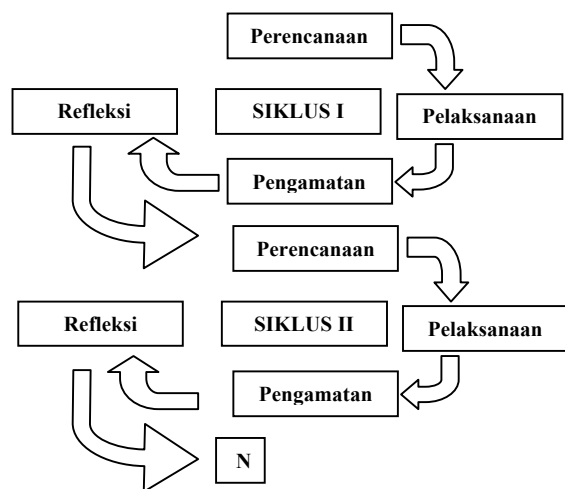 Perencanaan
Refleksi
SIKLUS I
Pelaksanaan
Pengamatan
Perencanaan
Refleksi
SIKLUS II
Pelaksanaan
Pengamatan
N